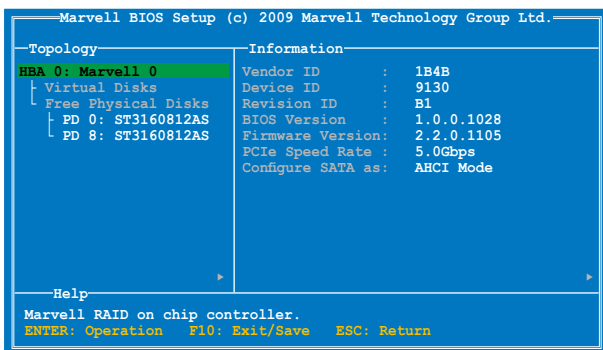 Marvell BIOS Setup (c) 2009 Marvell Technology Group Ltd.
Topology
HBA 0: Marvell 0
Virtual Disks
Free Physical Disks
PD 0: ST3160812AS
PD 8: ST3160812AS
Information
Vendor ID : 1B4B
Device ID : 9130
Revision ID : B1
BIOS Version : 1.0.0.1028
Firmware Version: 2.2.0.1105
PCIe Speed Rate : 5.0Gbps
Configure SATA as: AHCI Mode
Help
Marvell RAID on chip controller.
ENTER: Operation F10: Exit/Save ESC: Return